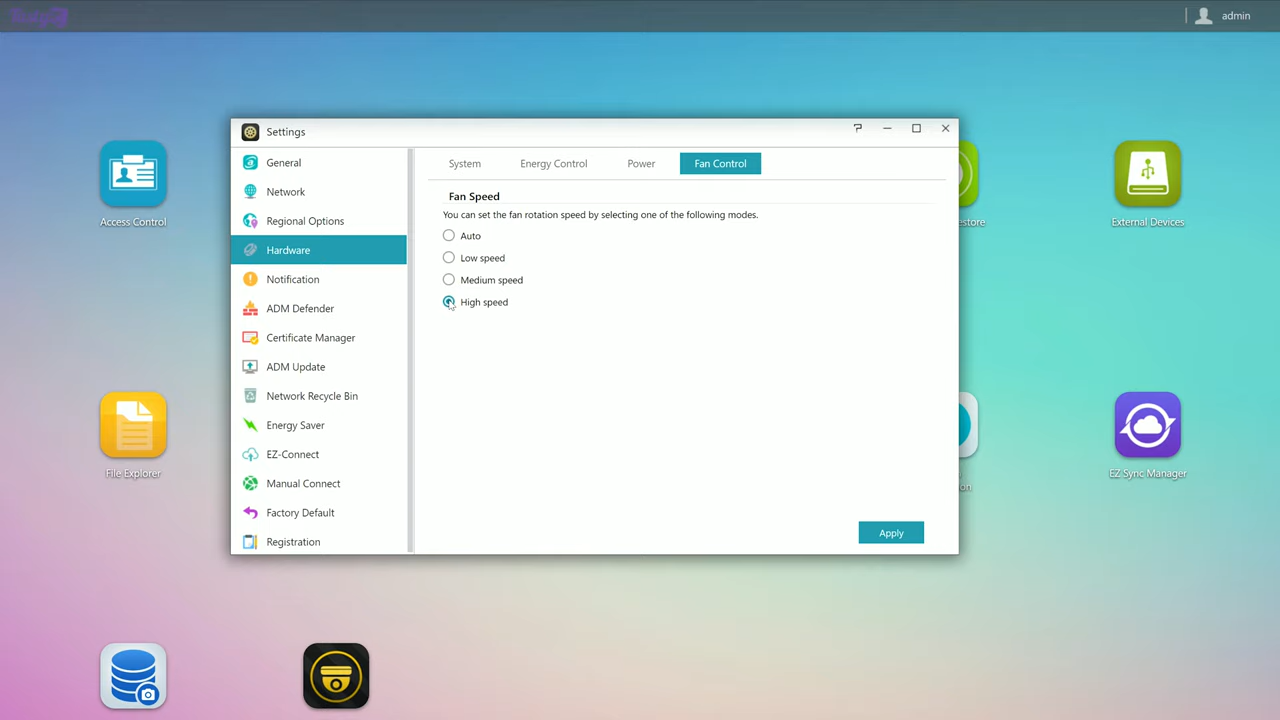 admin
Settings
General
Network
Regional Options
Hardware
Notification
ADM Defender
Certificate Manager
ADM Update
Network Recycle Bin
Energy Saver
EZ-Connect
Manual Connect
Factory Default
Registration
System Energy Control Power Fan Control
Fan Speed
You can set the fan rotation speed by selecting one of the following modes.
Auto
Low speed
Medium speed
High speed
Apply
Access Control
External Devices
File Explorer
EZ Sync Manager